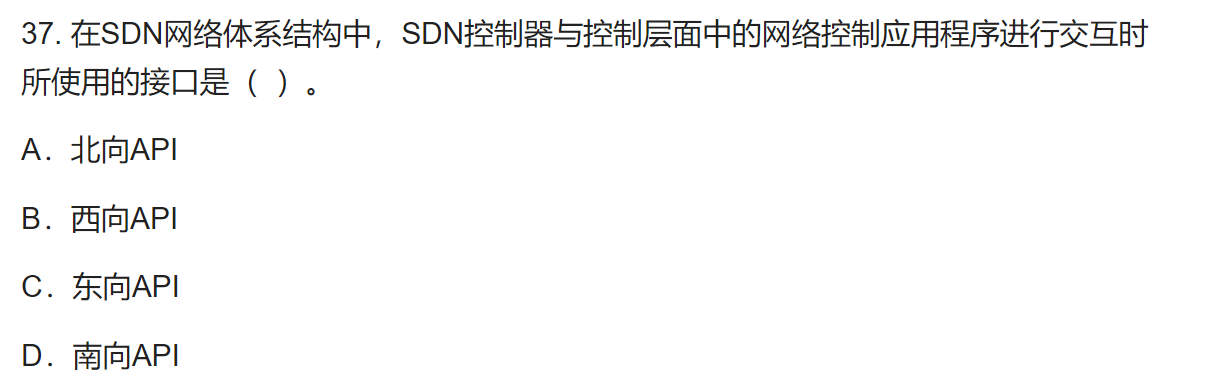 37. 在SDN网络体系结构中，SDN控制器与控制层面中的网络控制应用程序进行交互时
所使用的接口是（ ）。
A．北向API
B．西向API
C．东向API
D．南向API